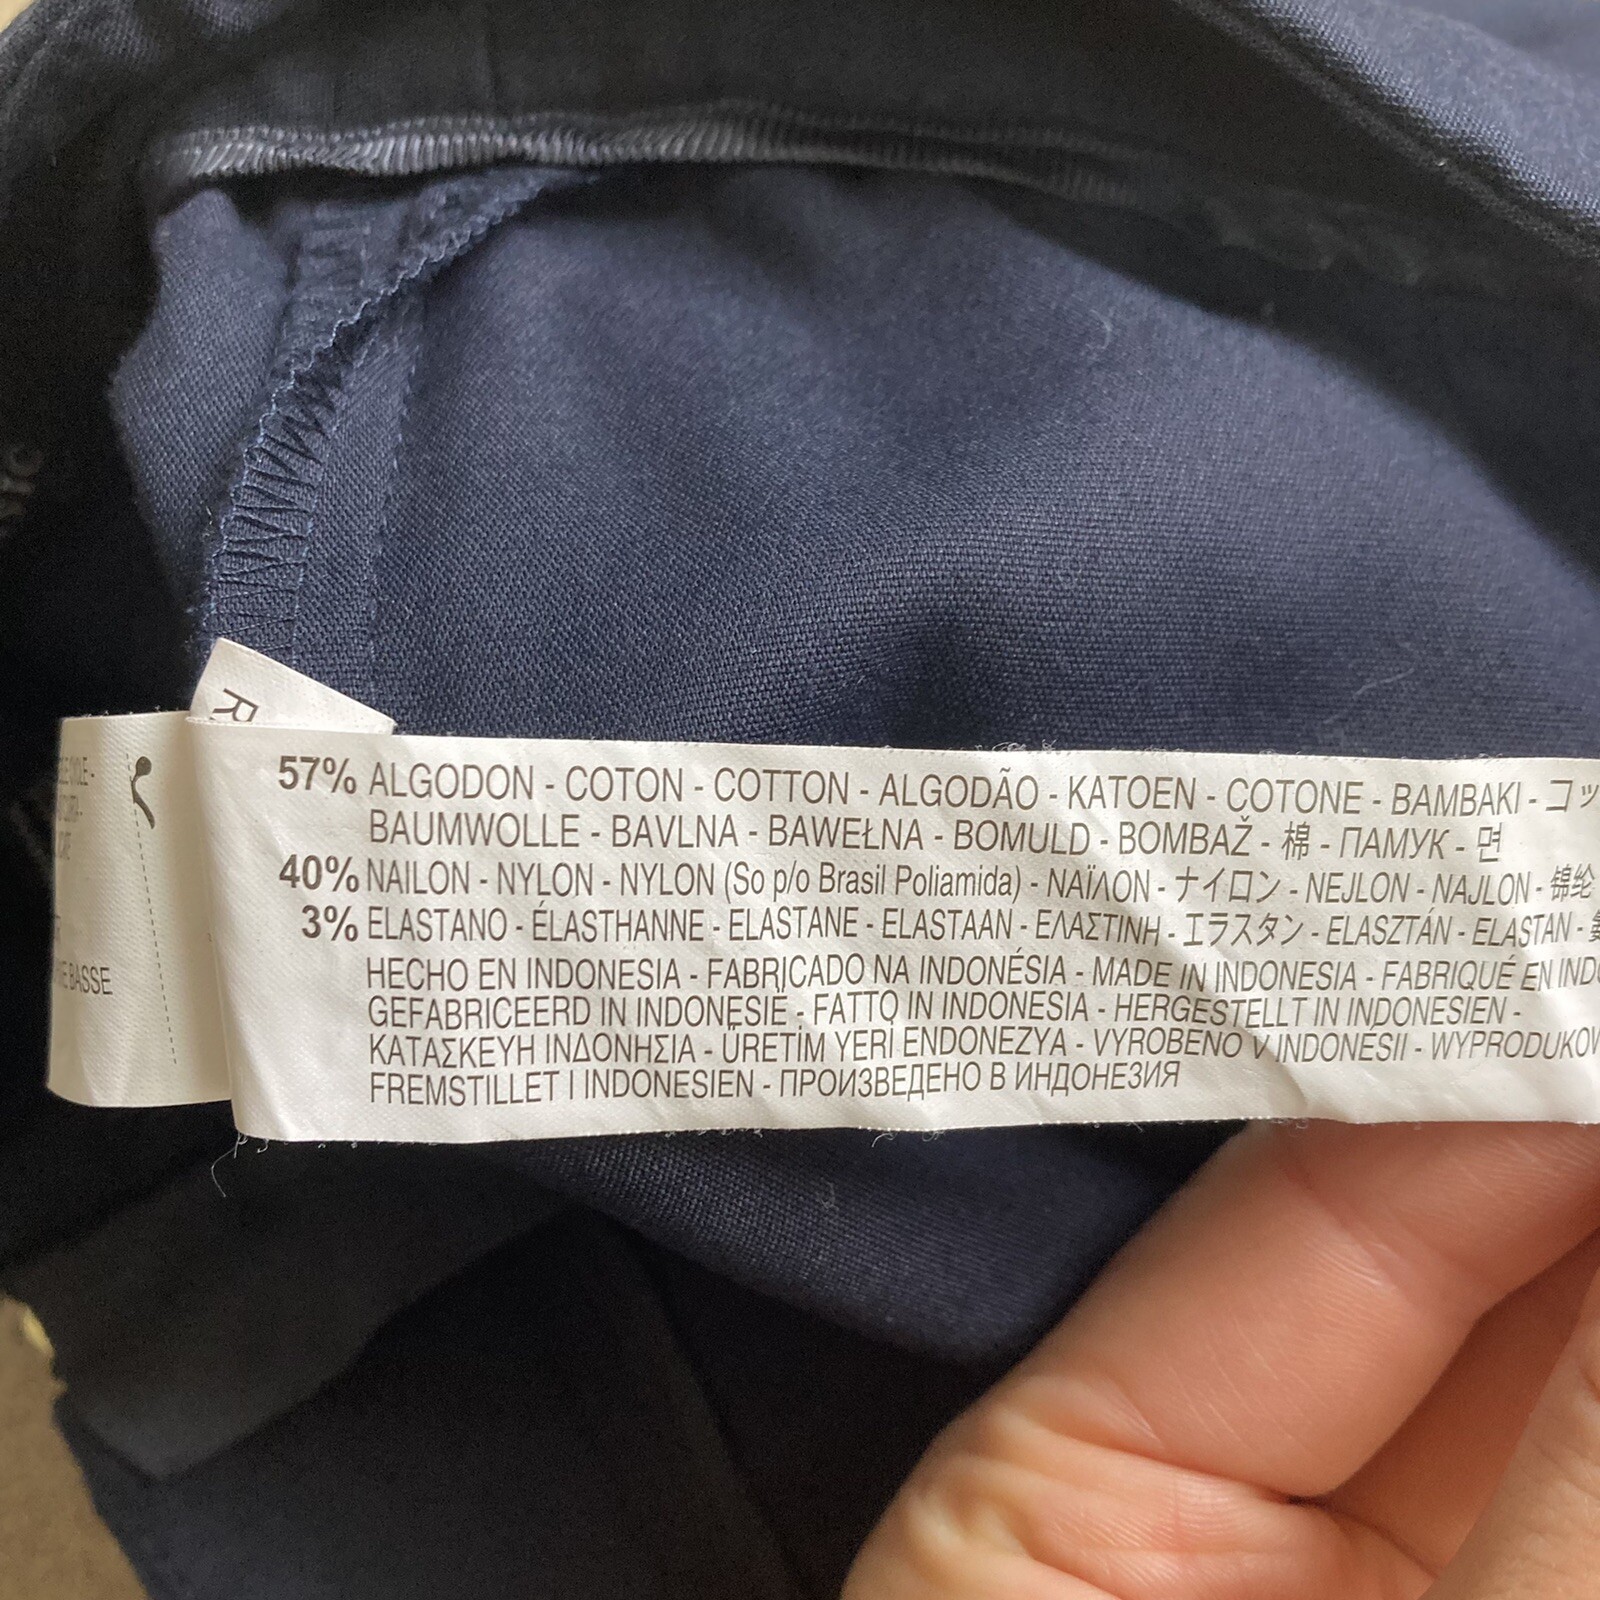 57% ALGODON - COTON - COTTON - ALGODÃO - KATOEN - COTONE - BAMBAKI - コッ
BAUMWOLLE - BAVLNA - BAWEŁNA - BOMULD - BOMBAŽ - 棉 - ПАМУК - 면
40% NAILON - NYLON - NYLON (So p/o Brasil Poliamida) - ΝΑΪΛΟΝ - ナイロン - NEJLON - NAJLON - 锦纶
3% ELASTANO - ÉLASTHANNE - ELASTANE - ELASTAAN - ΕΛΑΣΤΙΝΗ - エラスタン - ELASZTÁN - ELASTAN -
HECHO EN INDONESIA - FABRICADO NA INDONÉSIA - MADE IN INDONESIA - FABRIQUÉ EN INDO
GEFABRICEERD IN INDONESIË - FATTO IN INDONESIA - HERGESTELLT IN INDONESIEN -
ΚΑΤΑΣΚΕΥΗ ΙΝΔΟΝΗΣΙΑ - ÜRETİM YERİ ENDONEZYA - VYROBENO V INDONÉSII - WYPRODUKOW
FREMSTILLET I INDONESIEN - ПРОИЗВЕДЕНО В ИНДОНЕЗИЯ
R
BASSE